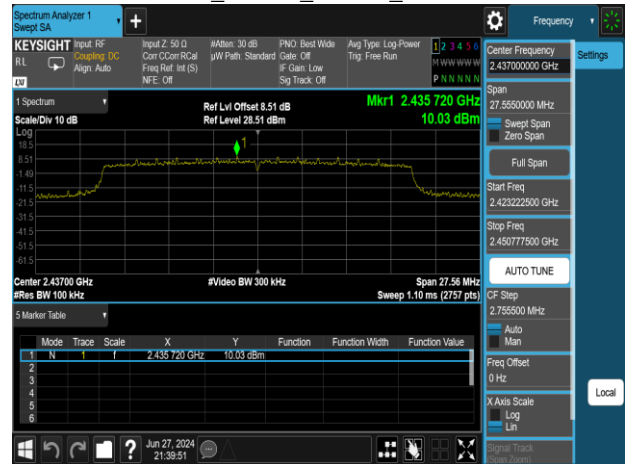 Spectrum Analyzer 1
Swept SA
Frequency
KEYSIGHT
RL
Input: RF
Coupling: DC
Align: Auto
Input Z: 50 Ω
Corr CCorr RCal
Freq Ref: Int (S)
NFE: Off
#Atten: 30 dB
µW Path: Standard
PNO: Best Wide
Gate: Off
IF Gain: Low
Sig Track: Off
Avg Type: Log-Power
Trig: Free Run
1 2 3 4 5 6
M W W W W W
P N N N N N
1 Spectrum
Scale/Div 10 dB
Log
Ref Lvl Offset 8.51 dB
Ref Level 28.51 dBm
Mkr1 2.435 720 GHz
10.03 dBm
1
18.5
8.51
-1.49
-11.5
-21.5
-31.5
-41.5
-51.5
-61.5
Center 2.43700 GHz
#Res BW 100 kHz
#Video BW 300 kHz
Span 27.56 MHz
Sweep 1.10 ms (2757 pts)
5 Marker Table
Mode Trace Scale X Y Function Function Width Function Value
1 N 1 f 2.435 720 GHz 10.03 dBm
2
3
4
5
6
Jun 27, 2024
21:39:51
Center Frequency
2.437000000 GHz
Span
27.5550000 MHz
Swept Span
Zero Span
Full Span
Start Freq
2.423222500 GHz
Stop Freq
2.450777500 GHz
AUTO TUNE
CF Step
2.755500 MHz
Auto
Man
Freq Offset
0 Hz
X Axis Scale
Log
Lin
Signal Track
(Span Zoom)
Settings
Local